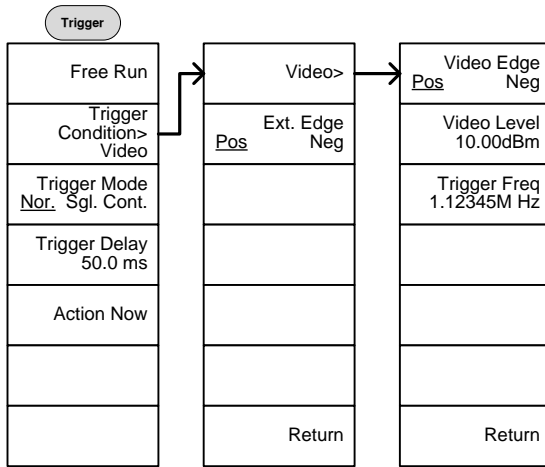 Trigger
Free Run
Trigger
Condition>
Video
Trigger Mode
Nor. Sgl. Cont.
Trigger Delay
50.0 ms
Action Now
Video>
Ext. Edge
Pos Neg
Return
Video Edge
Pos Neg
Video Level
10.00dBm
Trigger Freq
1.12345M Hz
Return